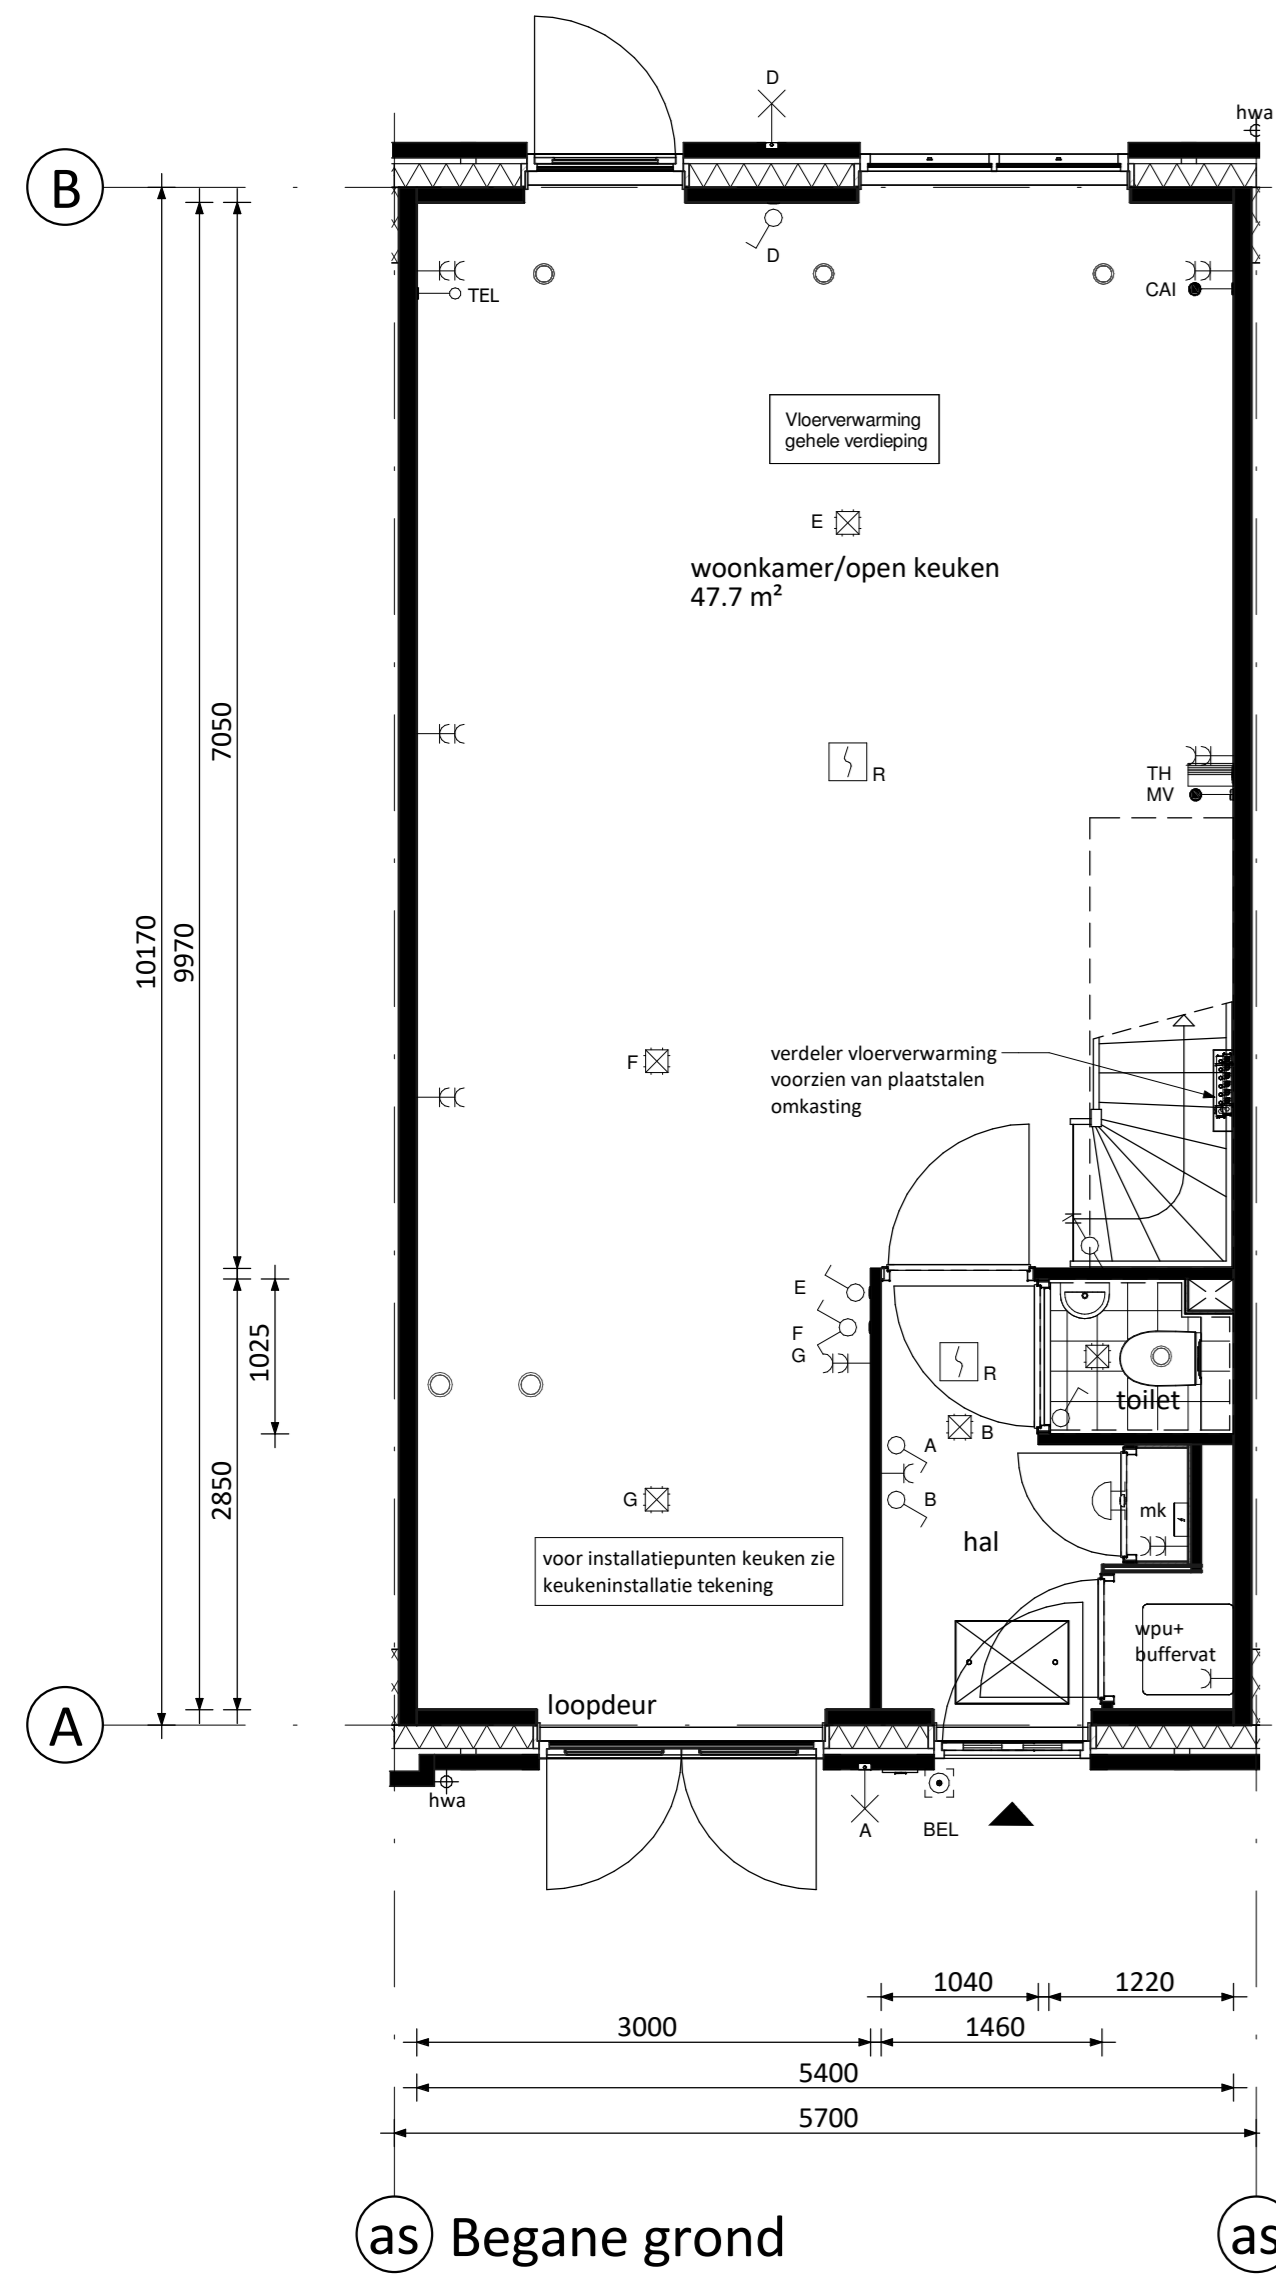 D
hwa
B
D
TEL
CAI
Vloerverwarming
gehele verdieping
E
woonkamer/open keuken
47.7 m²
7050
R
TH
MV
10170
9970
F
verdeler vloerverwarming
voorzien van plaatstalen
omkasting
E
F
G
1025
R
toilet
B
A
B
2850
G
mk
hal
voor installatiepunten keuken zie
keukeninstallatie tekening
wpu+
buffervat
loopdeur
A
hwa
A
BEL
1040
1220
3000
1460
5400
5700
as
Begane grond
as